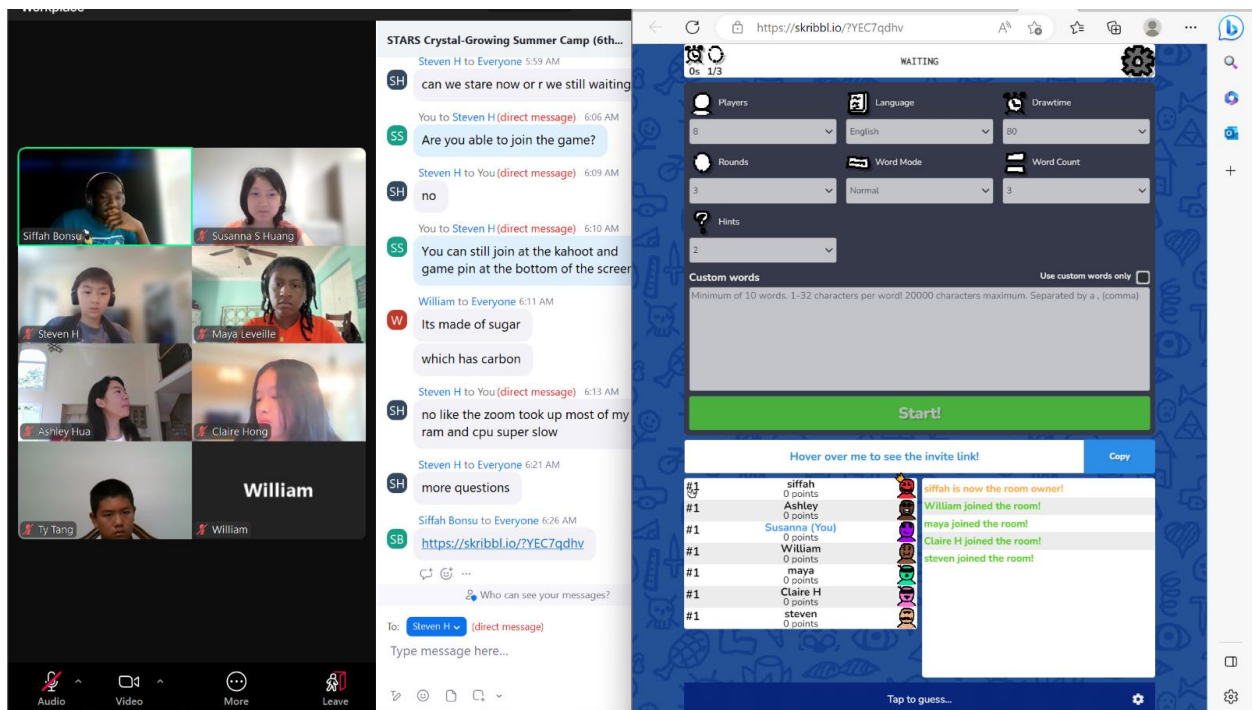 Workplace
Siffah Bonsu
Susanna S Huang
Steven H
Maya Leveille
Ashley Hua
Claire Hong
William
Ty Tang
William
Audio
Video
More
Leave
STARS Crystal-Growing Summer Camp (6th...
Steven H to Everyone 5:59 AM
SH
can we stare now or r we still waiting
You to Steven H (direct message) 6:06 AM
SS
Are you able to join the game?
Steven H to You (direct message) 6:09 AM
SH
no
You to Steven H (direct message) 6:10 AM
SS
You can still join at the kahoot and
game pin at the bottom of the screen
William to Everyone 6:11 AM
W
Its made of sugar
which has carbon
Steven H to You (direct message) 6:13 AM
SH
no like the zoom took up most of my
ram and cpu super slow
Steven H to Everyone 6:21 AM
SH
more questions
Siffah Bonsu to Everyone 6:26 AM
SB
https://skribbl.io/?YEC7qdhv
Who can see your messages?
To: Steven H (direct message)
Type message here...
https://skribbl.io/?YEC7qdhv
0s 1/3
WAITING
Players
Language
Drawtime
8
English
80
Rounds
Word Mode
Word Count
3
Normal
3
Hints
2
Custom words
Use custom words only
Minimum of 10 words. 1-32 characters per word! 20000 characters maximum. Separated by a , (comma)
Start!
Hover over me to see the invite link!
Copy
#1 siffah
0 points
#1 Ashley
0 points
#1 Susanna (You)
0 points
#1 William
0 points
#1 maya
0 points
#1 Claire H
0 points
#1 steven
0 points
siffah is now the room owner!
William joined the room!
maya joined the room!
Claire H joined the room!
steven joined the room!
Tap to guess...